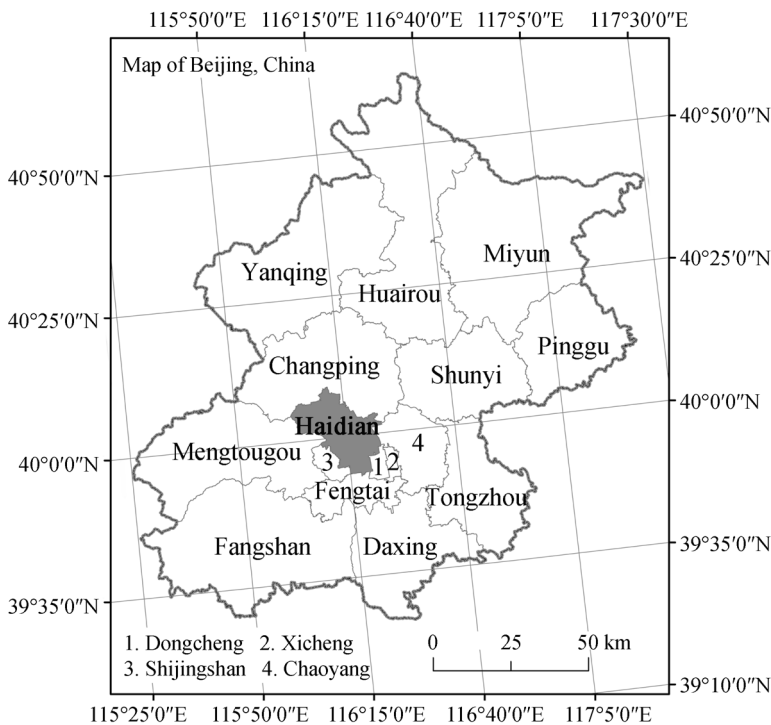 115°50′0″E 116°15′0″E 116°40′0″E 117°5′0″E 117°30′0″E
Map of Beijing, China
40°50′0″N
40°50′0″N
Miyun
40°25′0″N
Yanqing
Huairou
40°25′0″N
Pinggu
Changping
Shunyi
40°0′0″N
Haidian
4
Mengtougou
40°0′0″N
3 1 2
Fengtai
Tongzhou
Fangshan Daxing
39°35′0″N
39°35′0″N
1. Dongcheng 2. Xicheng
0 25 50 km
3. Shijingshan 4. Chaoyang
39°10′0″N
115°25′0″E 115°50′0″E 116°15′0″E 116°40′0″E 117°5′0″E